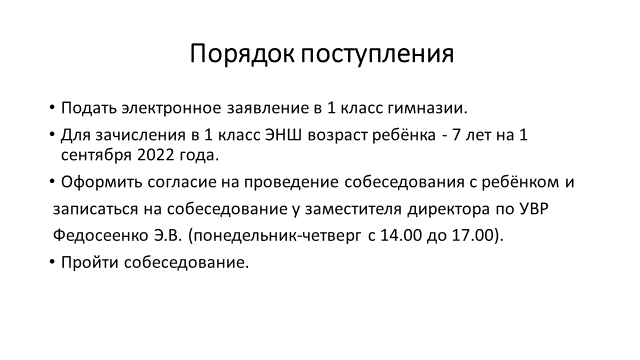 Порядок поступления
• Подать электронное заявление в 1 класс гимназии.
• Для зачисления в 1 класс ЭНШ возраст ребёнка - 7 лет на 1
сентября 2022 года.
• Оформить согласие на проведение собеседования с ребёнком и
записаться на собеседование у заместителя директора по УВР
Федосеенко Э.В. (понедельник-четверг с 14.00 до 17.00).
• Пройти собеседование.